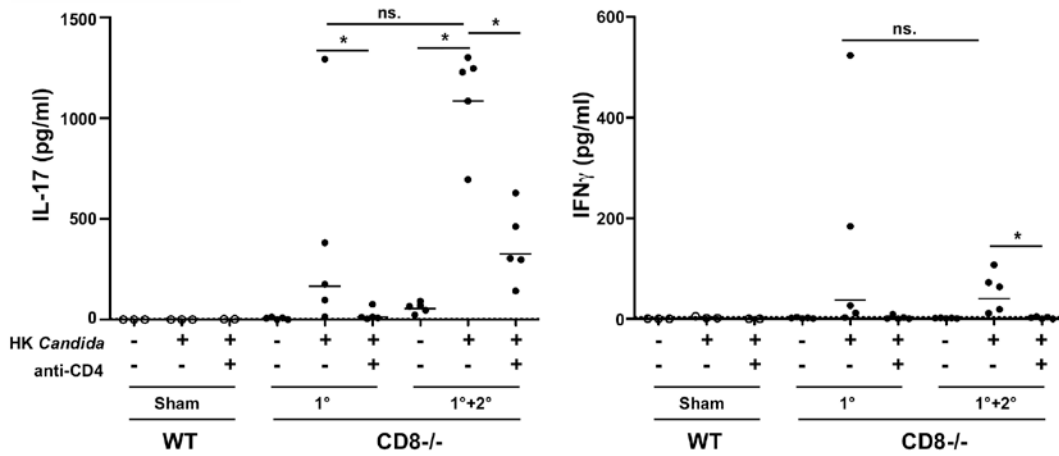 1500
1000
500
0
IL-17 (pg/ml)
ns.
*
*
*
HK Candida - + + - + + - + +
anti-CD4 - - + - - + - - +
Sham 1° 1°+2°
WT CD8-/-
600
400
200
0
IFNγ (pg/ml)
ns.
*
- + + - + + - + +
- - + - - + - - +
Sham 1° 1°+2°
WT CD8-/-